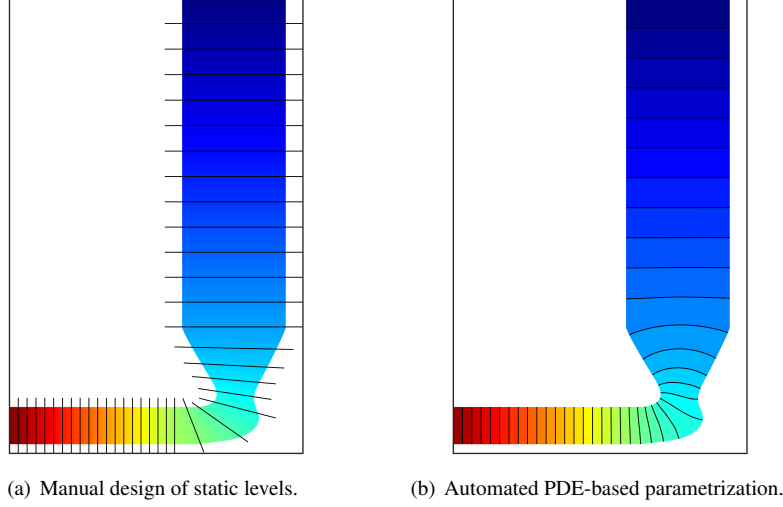 (a) Manual design of static levels.
(b) Automated PDE-based parametrization.